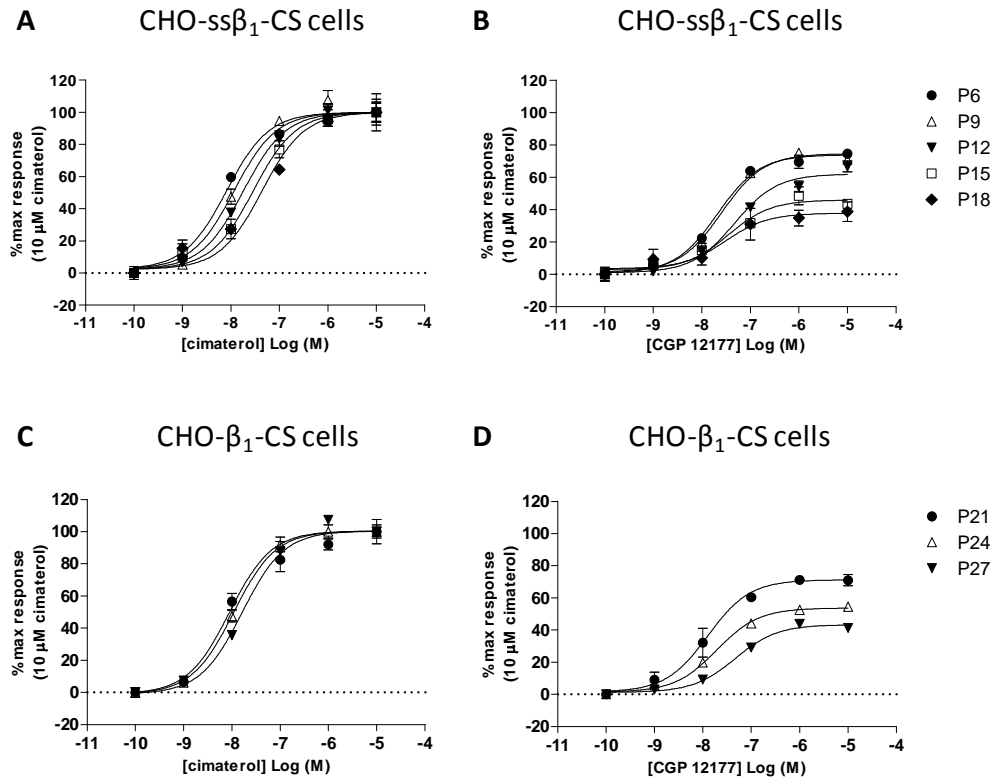 A
CHO-ssβ₁-CS cells
120
100
80
60
40
20
0
-20
-11
-10
-9
-8
-7
-6
-5
-4
%max response
(10 µM cimaterol)
[cimaterol] Log (M)
B
CHO-ssβ₁-CS cells
120
100
80
60
40
20
0
-20
-11
-10
-9
-8
-7
-6
-5
-4
%max response
(10 µM cimaterol)
[CGP 12177] Log (M)
P6
P9
P12
P15
P18
C
CHO-β₁-CS cells
120
100
80
60
40
20
0
-20
-11
-10
-9
-8
-7
-6
-5
-4
%max response
(10 µM cimaterol)
[cimaterol] Log (M)
D
CHO-β₁-CS cells
120
100
80
60
40
20
0
-20
-11
-10
-9
-8
-7
-6
-5
-4
%max response
(10 µM cimaterol)
[CGP 12177] Log (M)
P21
P24
P27